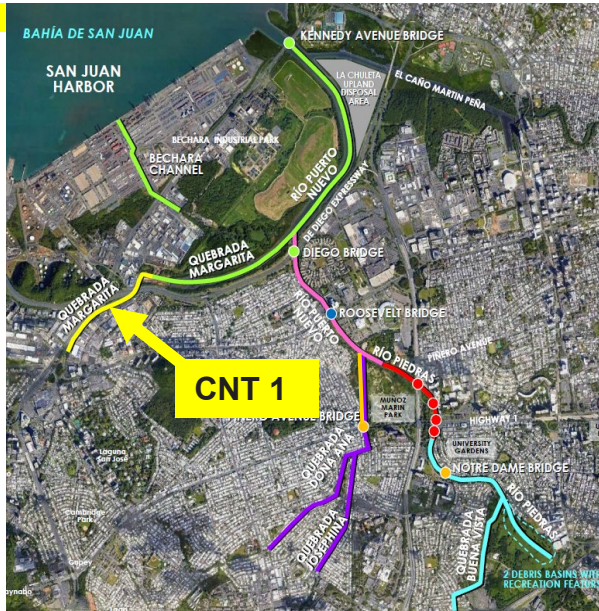 BAHÍA DE SAN JUAN
KENNEDY AVENUE BRIDGE
SAN JUAN
HARBOR
LA CHULETA
UPLAND
DISPOSAL
AREA
EL CAÑO MARTIN PEÑA
BECHARA INDUSTRIAL PARK
BECHARA
CHANNEL
RÍO PUERTO
NUEVO
DE DIEGO EXPRESSWAY
QUEBRADA
MARGARITA
DIEGO BRIDGE
QUEBRADA
MARGARITA
RÍO PUERTO
NUEVO
ROOSEVELT BRIDGE
RÍO PIEDRAS
PIÑERO AVENUE
CNT 1
MUÑOZ
MARIN
PARK
AVENUE BRIDGE
HIGHWAY 1
UNIVERSITY
GARDENS
Laguna
San José
QUEBRADA
DONA ANA
NOTRE DAME BRIDGE
RÍO PIEDRAS
Cambridge
Park
QUEBRADA
JOSEPHINA
QUEBRADA
BUENA VISTA
2 DEBRIS BASINS WITH
RECREATION FEATURES